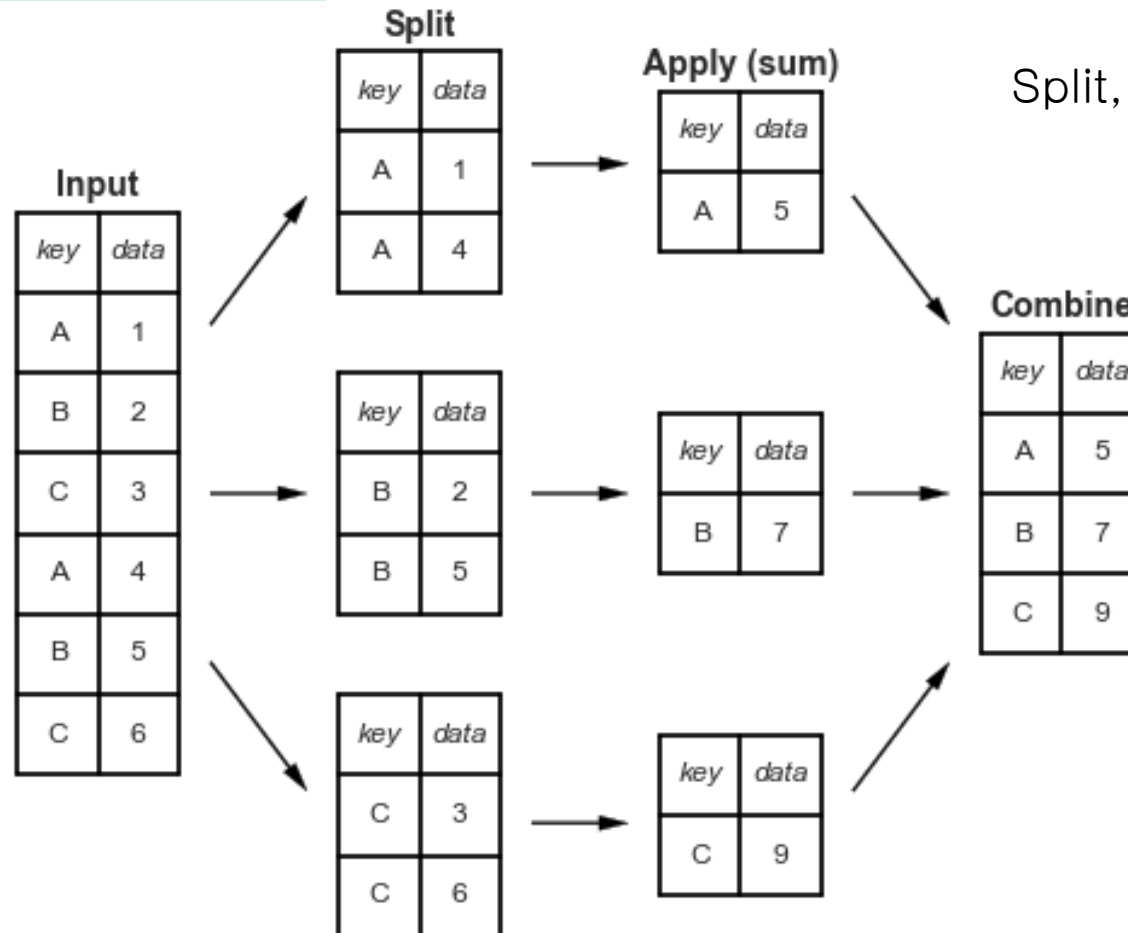 Split,
Input
key data
A 1
B 2
C 3
A 4
B 5
C 6
Split
key data
A 1
A 4
key data
B 2
B 5
key data
C 3
C 6
Apply (sum)
key data
A 5
key data
B 7
key data
C 9
Combine
key data
A 5
B 7
C 9